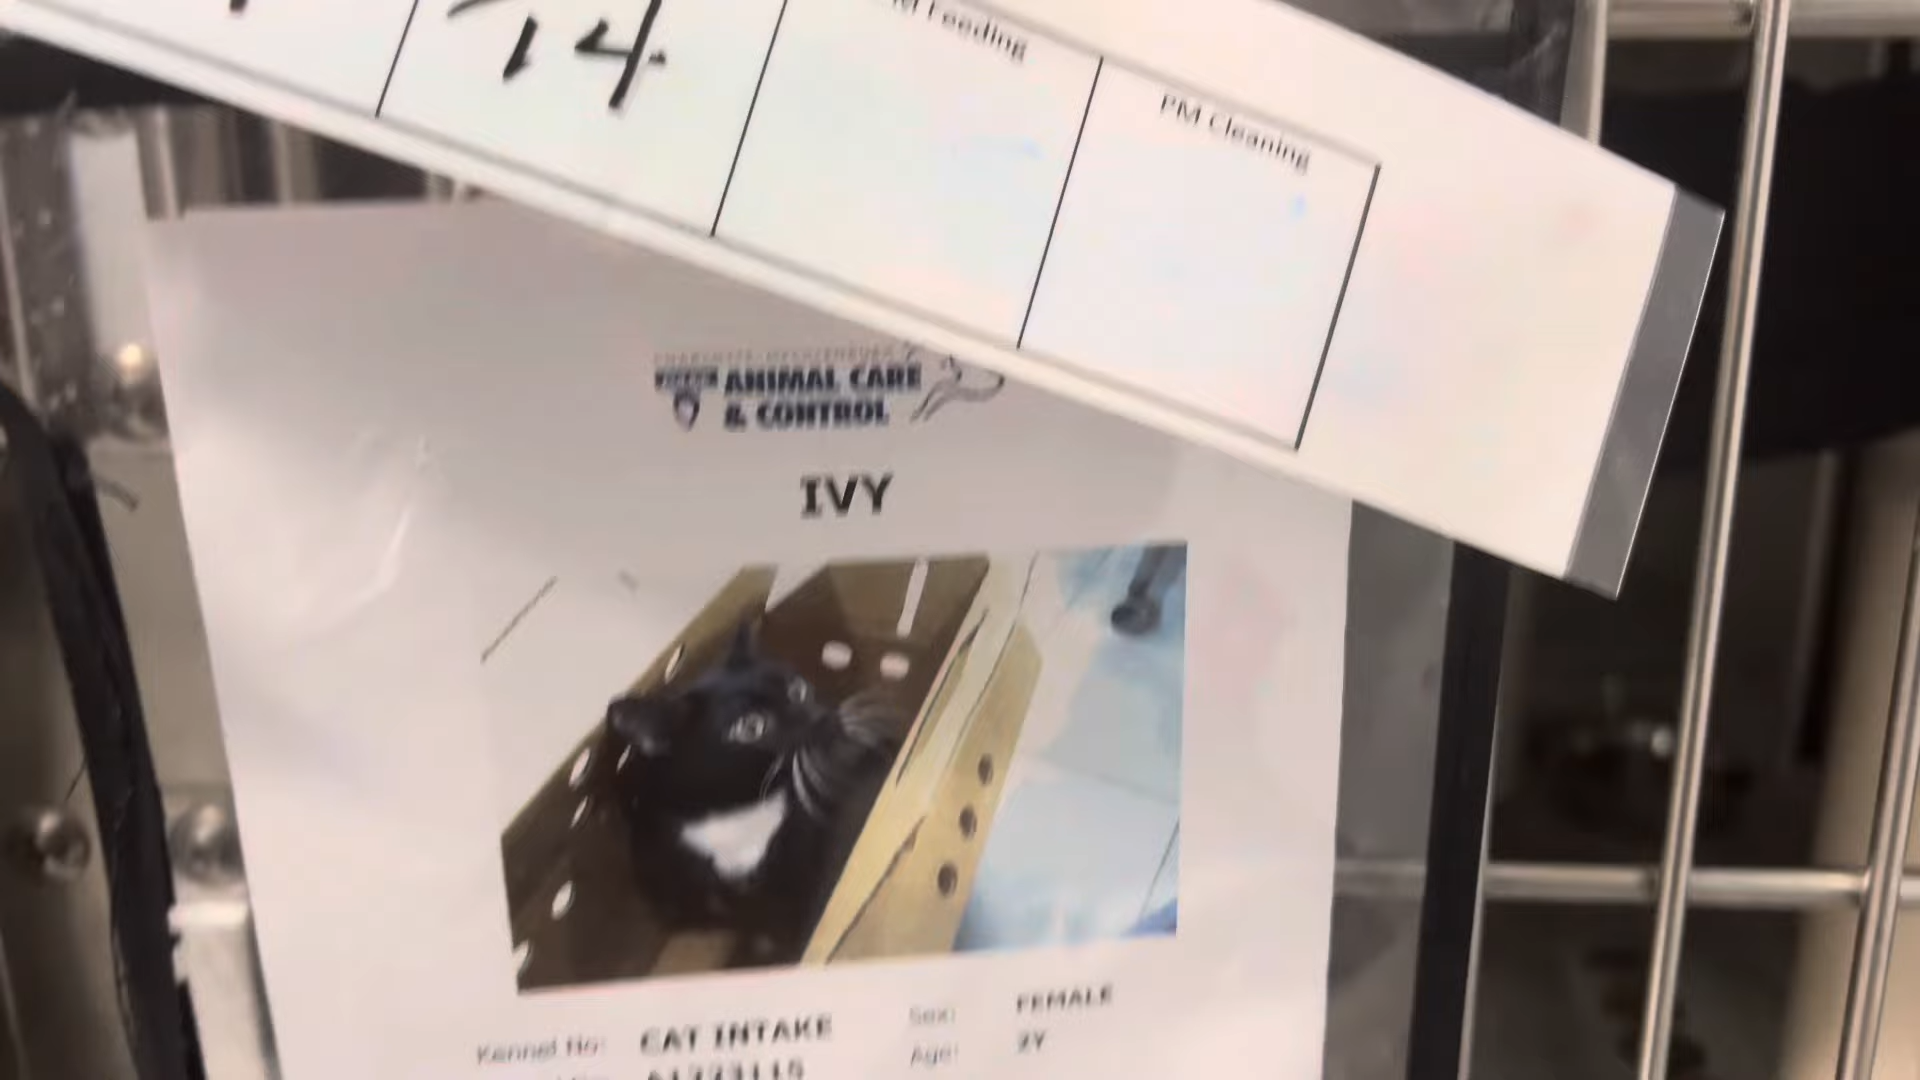 14
Feeding
PM Cleaning
ANIMAL CARE
& CONTROL
IVY
Kennel No: CAT INTAKE
Sex: FEMALE
Age: 2Y